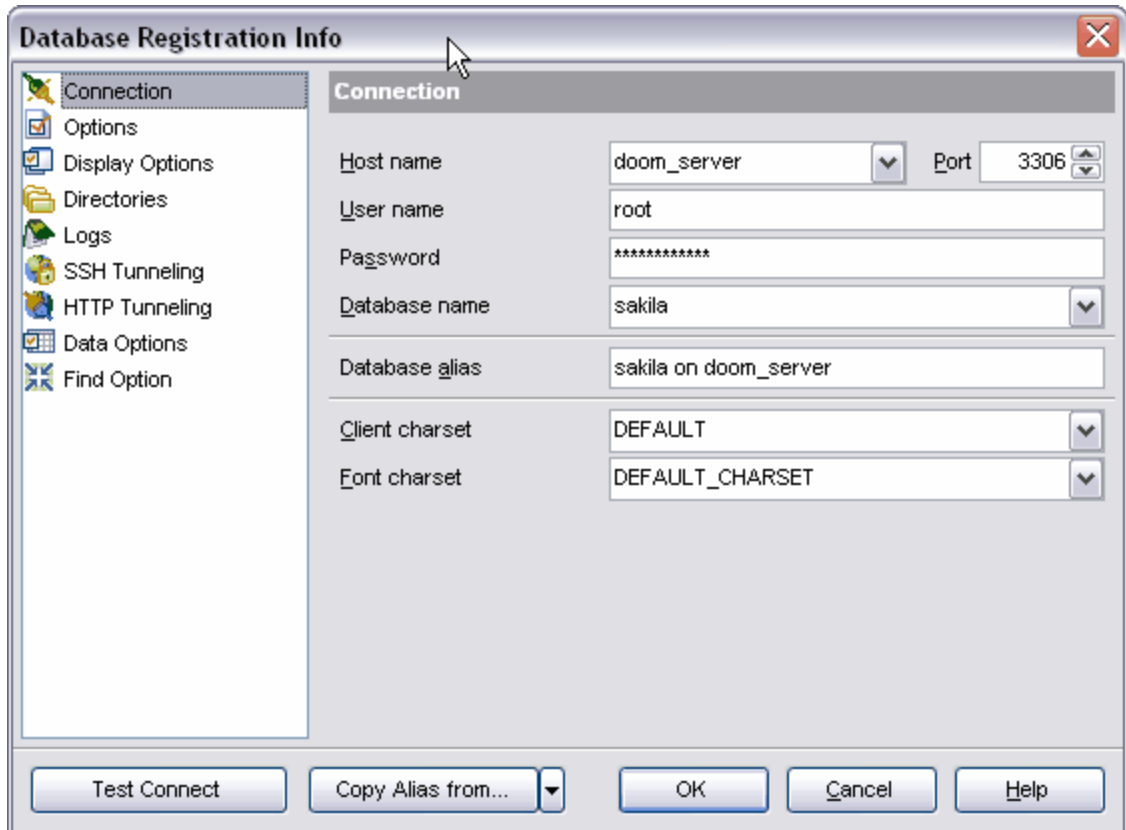 Database Registration Info
Connection
Options
Display Options
Directories
Logs
SSH Tunneling
HTTP Tunneling
Data Options
Find Option
Connection
Host name doom_server Port 3306
User name root
Password ************
Database name sakila
Database alias sakila on doom_server
Client charset DEFAULT
Font charset DEFAULT_CHARSET
Test Connect Copy Alias from... OK Cancel Help